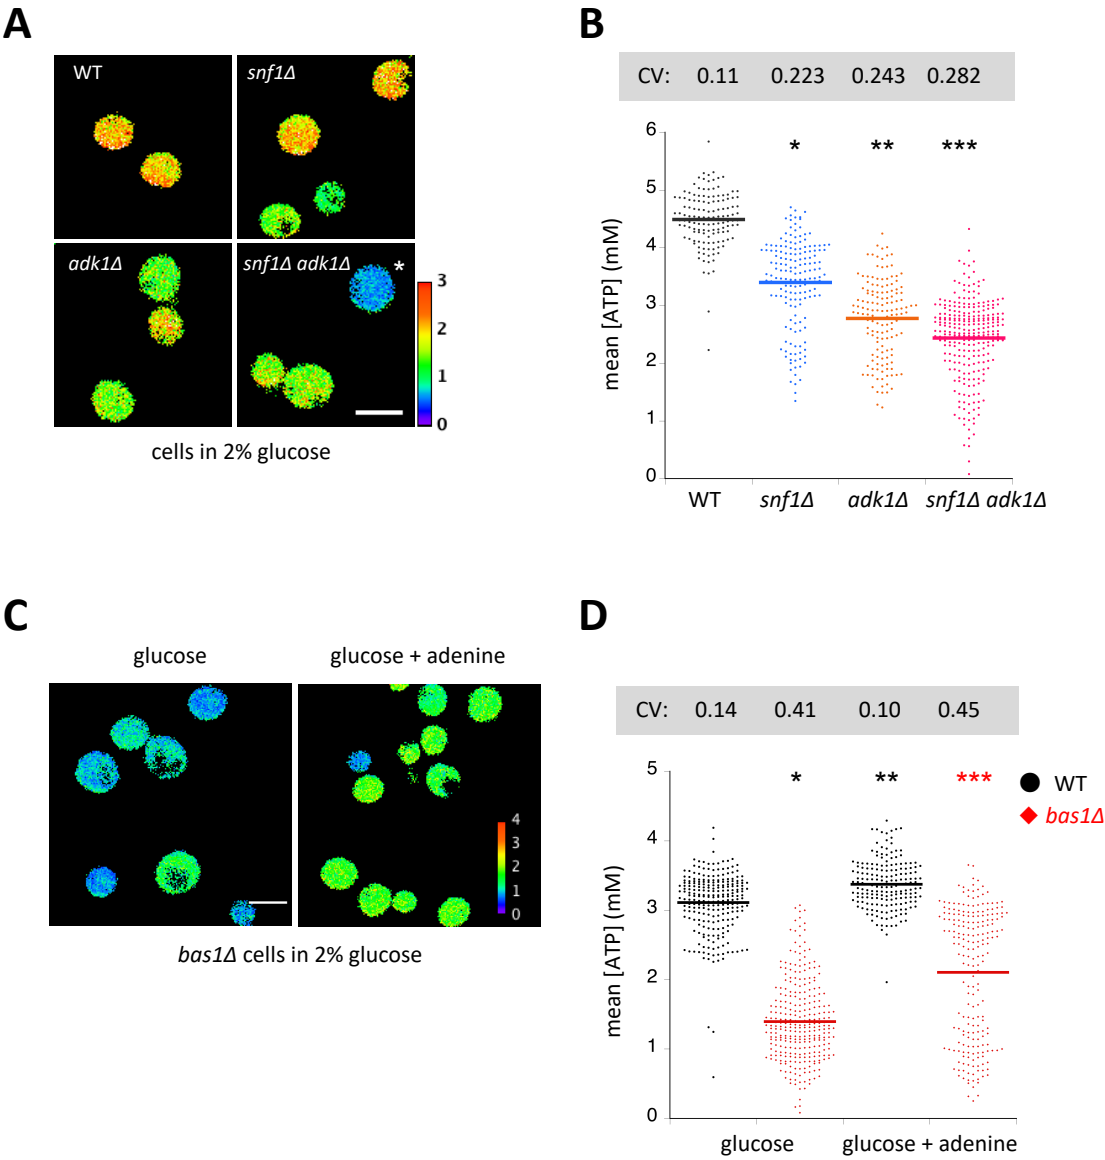 A
WT
snf1Δ
adk1Δ
snf1Δ adk1Δ
*
3
2
1
0
cells in 2% glucose
B
CV: 0.11 0.223 0.243 0.282
* ** ***
mean [ATP] (mM)
6
5
4
3
2
1
0
WT snf1Δ adk1Δ snf1Δ adk1Δ
C
glucose glucose + adenine
4
3
2
1
0
bas1Δ cells in 2% glucose
D
CV: 0.14 0.41 0.10 0.45
* ** ***
WT
bas1Δ
mean [ATP] (mM)
5
4
3
2
1
0
glucose glucose + adenine